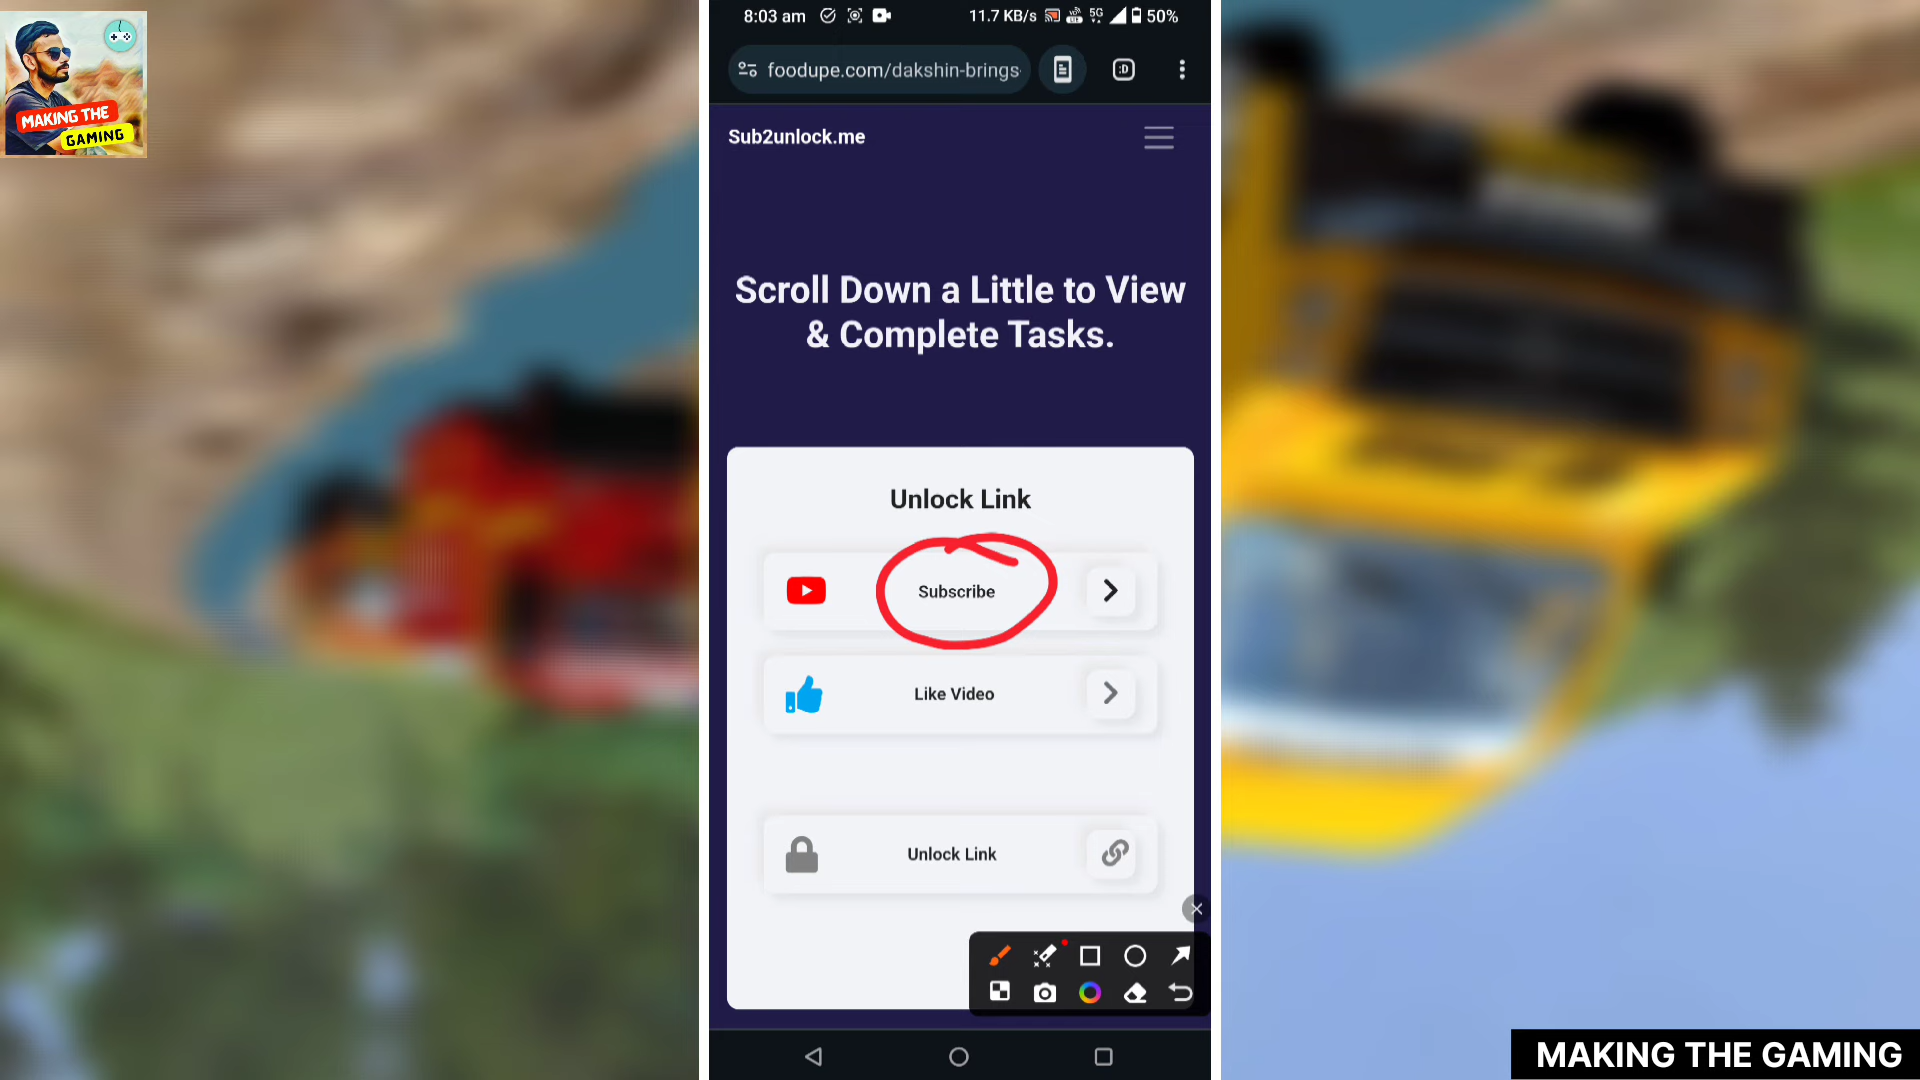 MAKING THE
GAMING
8:03 am 11.7 KB/s 5G 50%
foodupe.com/dakshin-brings
:D
Sub2unlock.me
Scroll Down a Little to View
& Complete Tasks.
Unlock Link
Subscribe
Like Video
Unlock Link
MAKING THE GAMING